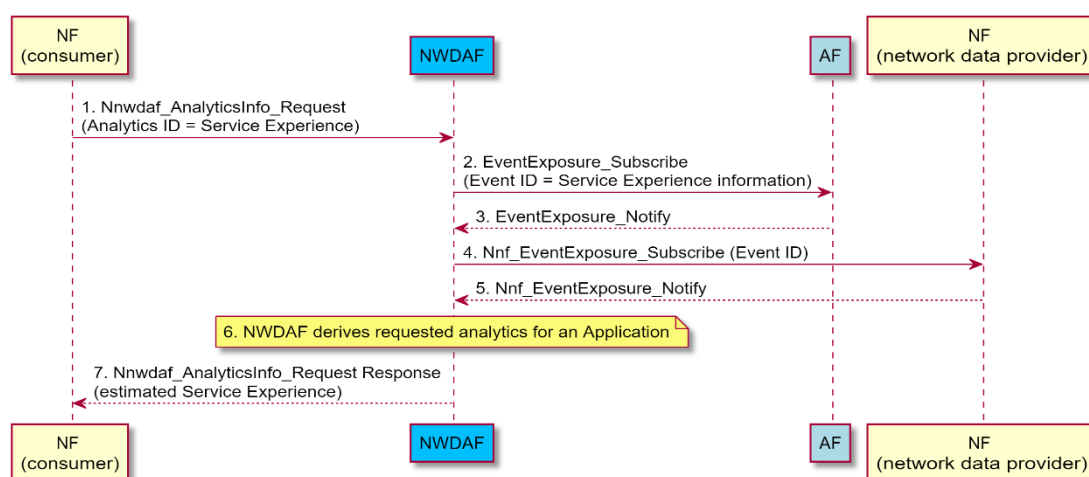 NF
(consumer)
NWDAF
AF
NF
(network data provider)
1. Nnwdaf_AnalyticsInfo_Request
(Analytics ID = Service Experience)
2. EventExposure_Subscribe
(Event ID = Service Experience information)
3. EventExposure_Notify
4. Nnf_EventExposure_Subscribe (Event ID)
5. Nnf_EventExposure_Notify
6. NWDAF derives requested analytics for an Application
7. Nnwdaf_AnalyticsInfo_Request Response
(estimated Service Experience)
NF
(consumer)
NWDAF
AF
NF
(network data provider)